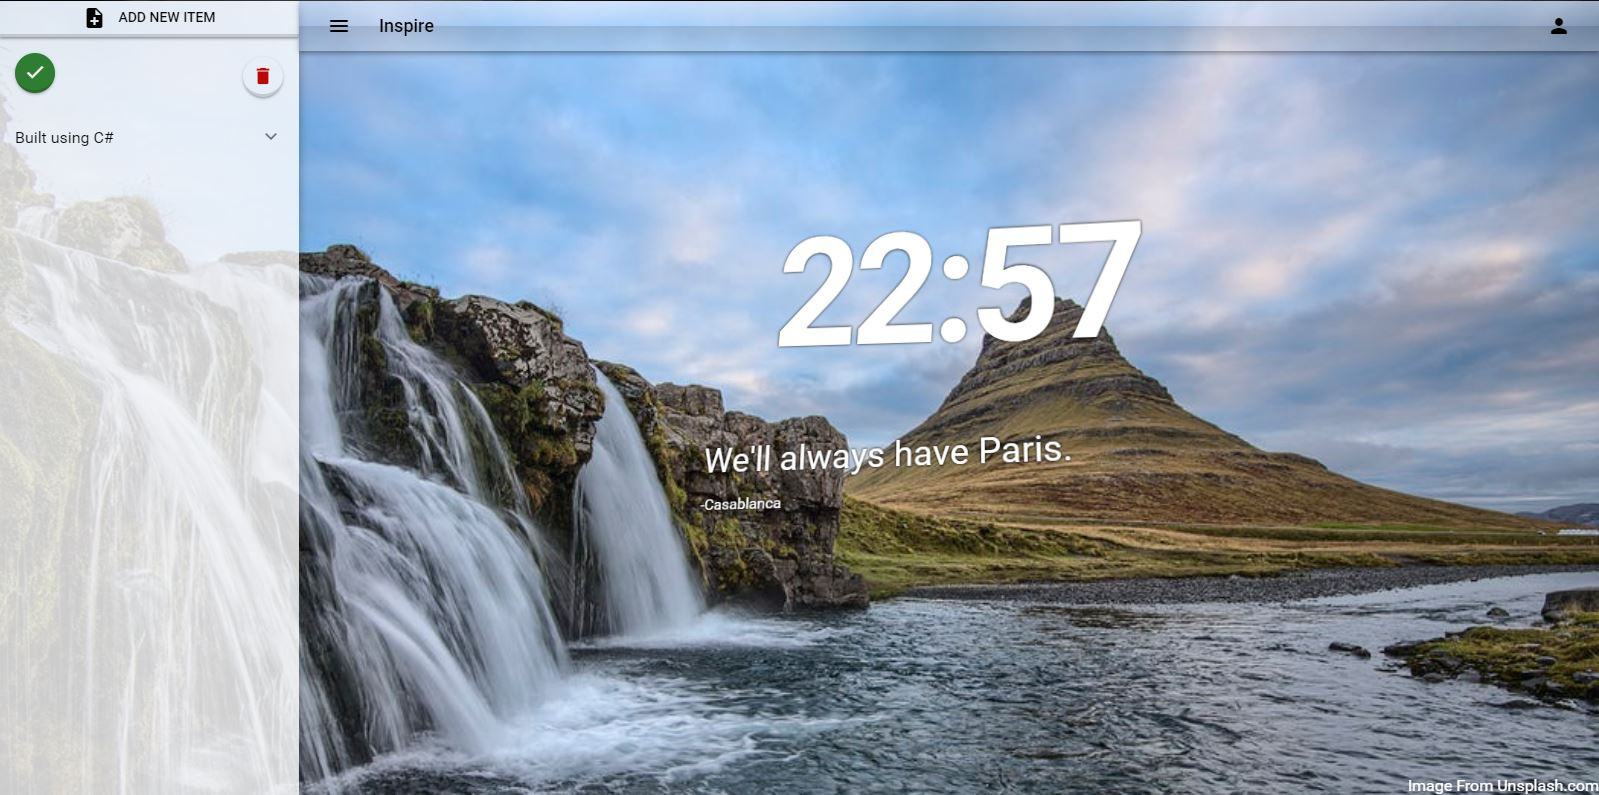 ADD NEW ITEM
Inspire
Built using C#
22:57
We'll always have Paris.
-Casablanca
Image From Unsplash.com